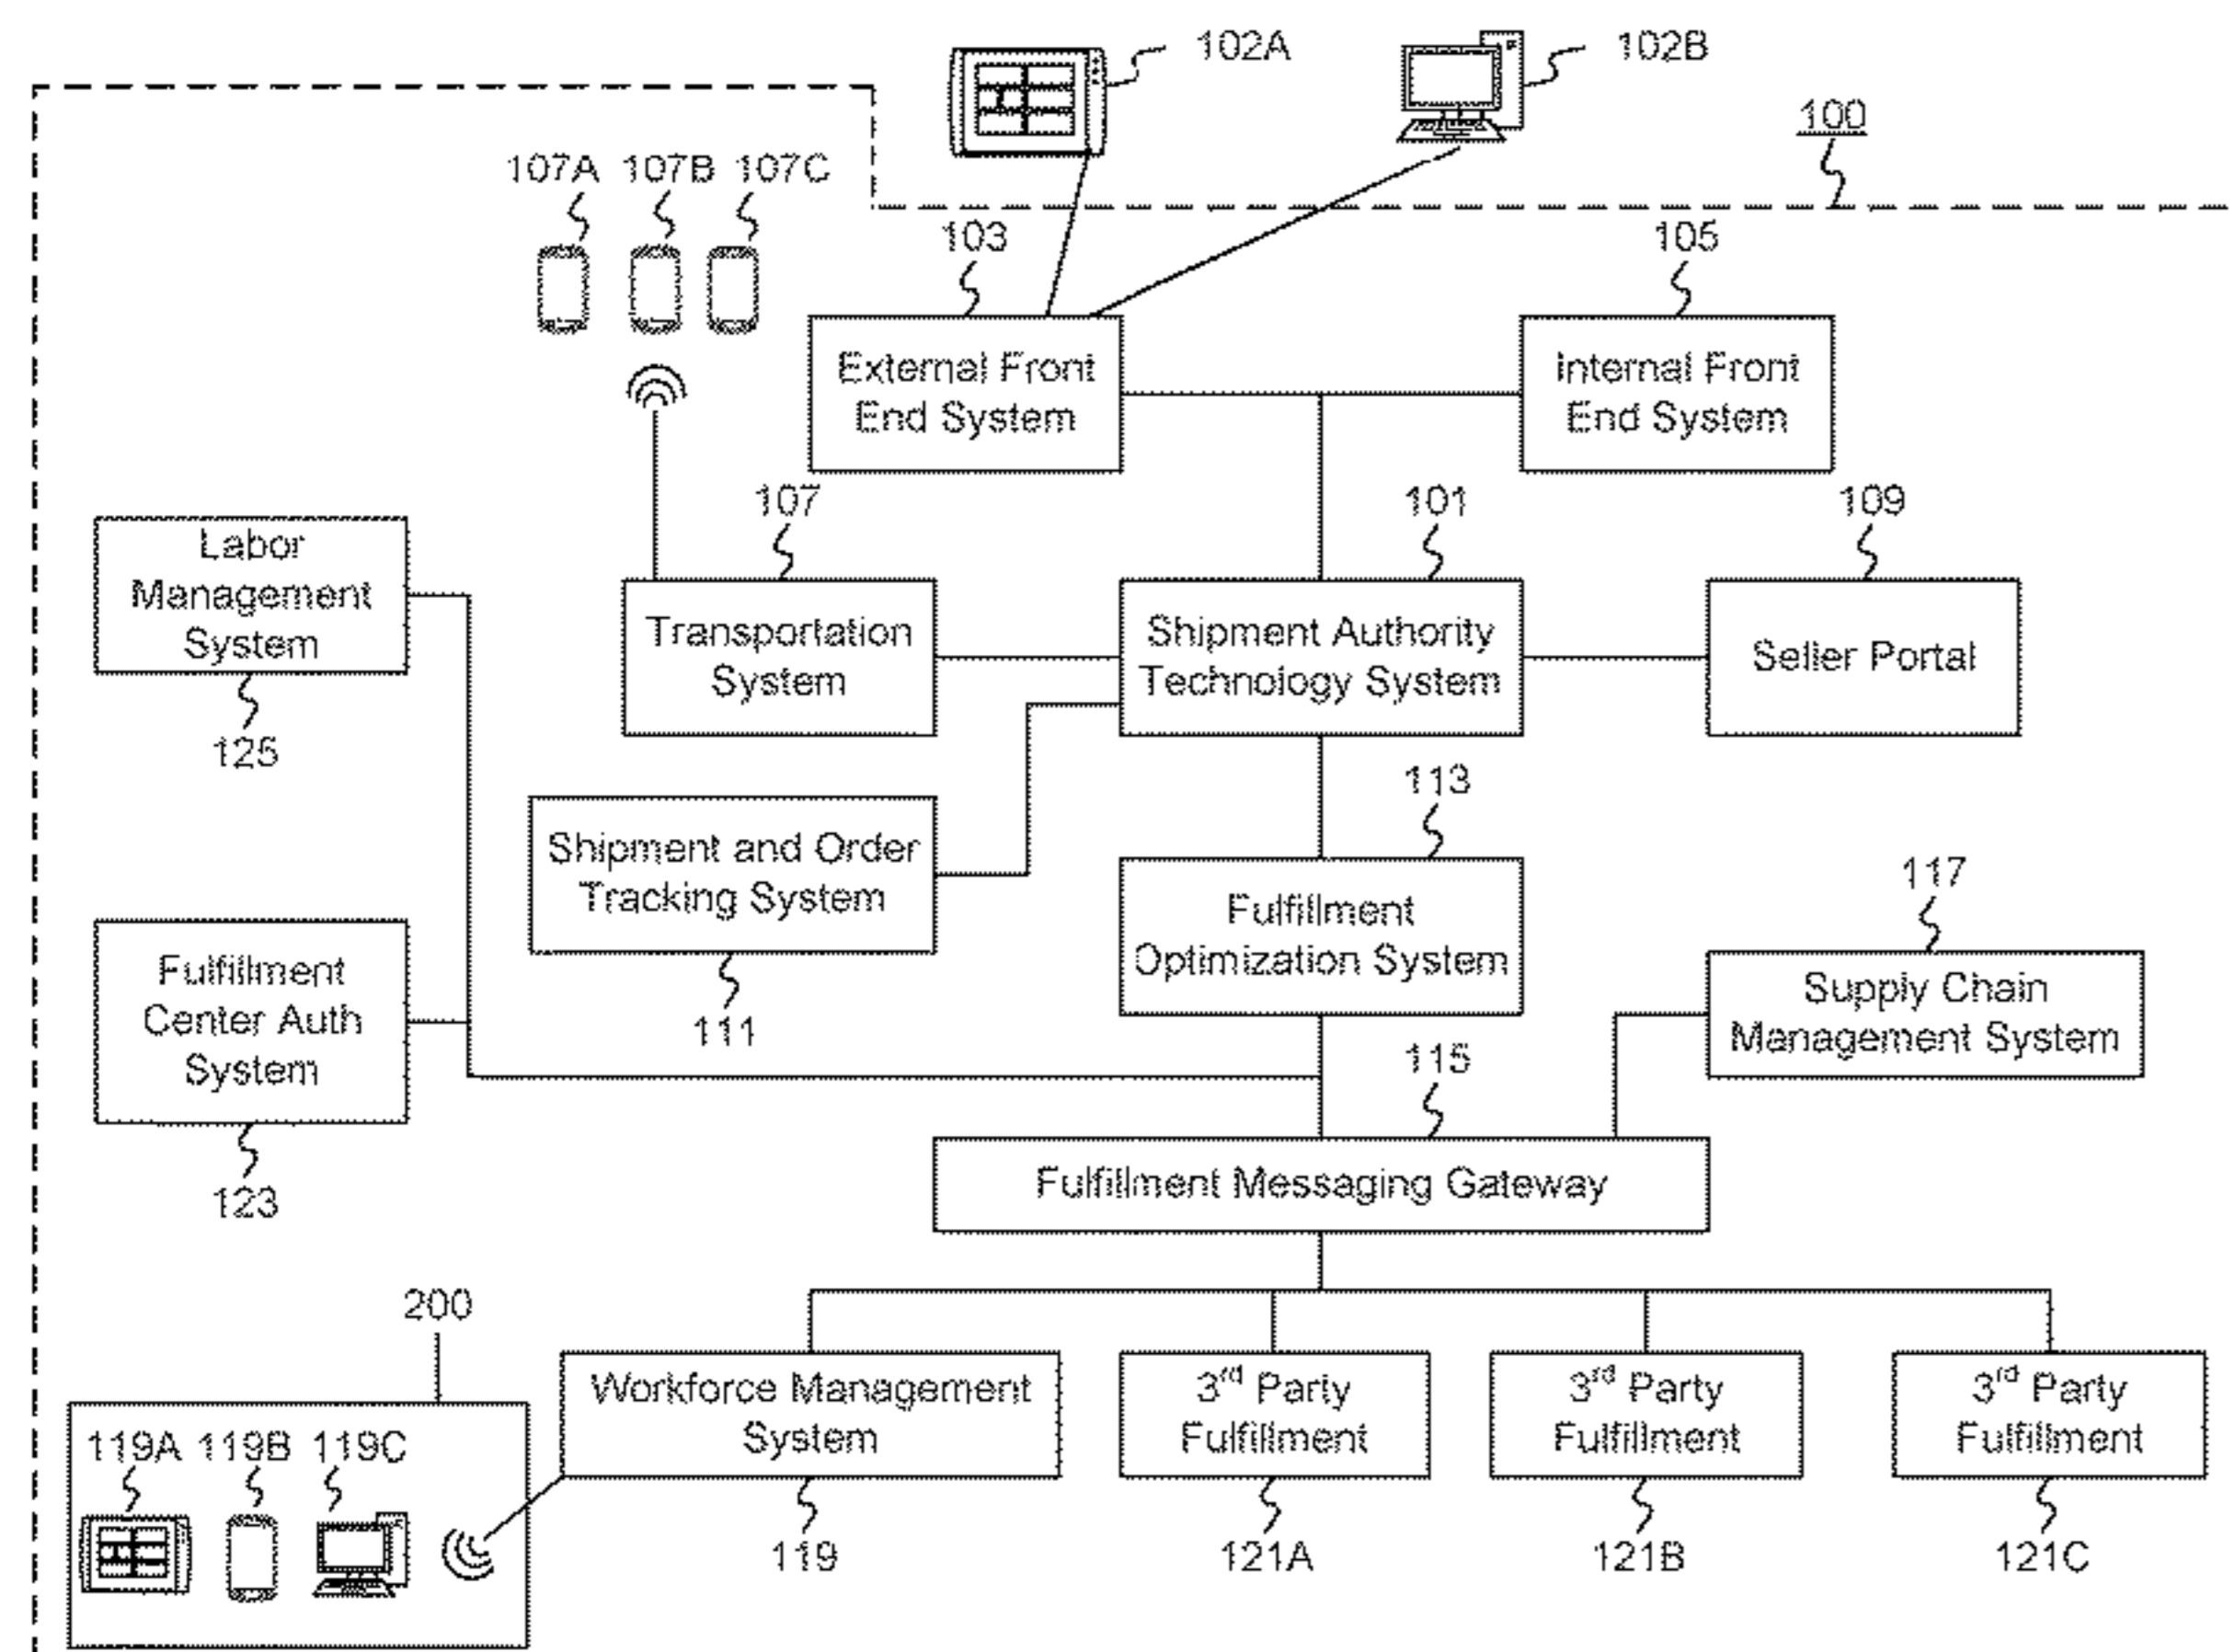 102A
102B
100
107A 107B 107C
103
105
External Front
End System
Internal Front
End System
107
101
109
Labor
Management
System
Transportation
System
Shipment Authority
Technology System
Seller Portal
125
113
Shipment and Order
Tracking System
117
Fulfillment
Optimization System
Fulfillment
Center Auth
System
Supply Chain
Management System
111
115
Fulfillment Messaging Gateway
123
200
Workforce Management
System
3rd Party
Fulfillment
3rd Party
Fulfillment
3rd Party
Fulfillment
119A 119B 119C
119
121A
121B
121C